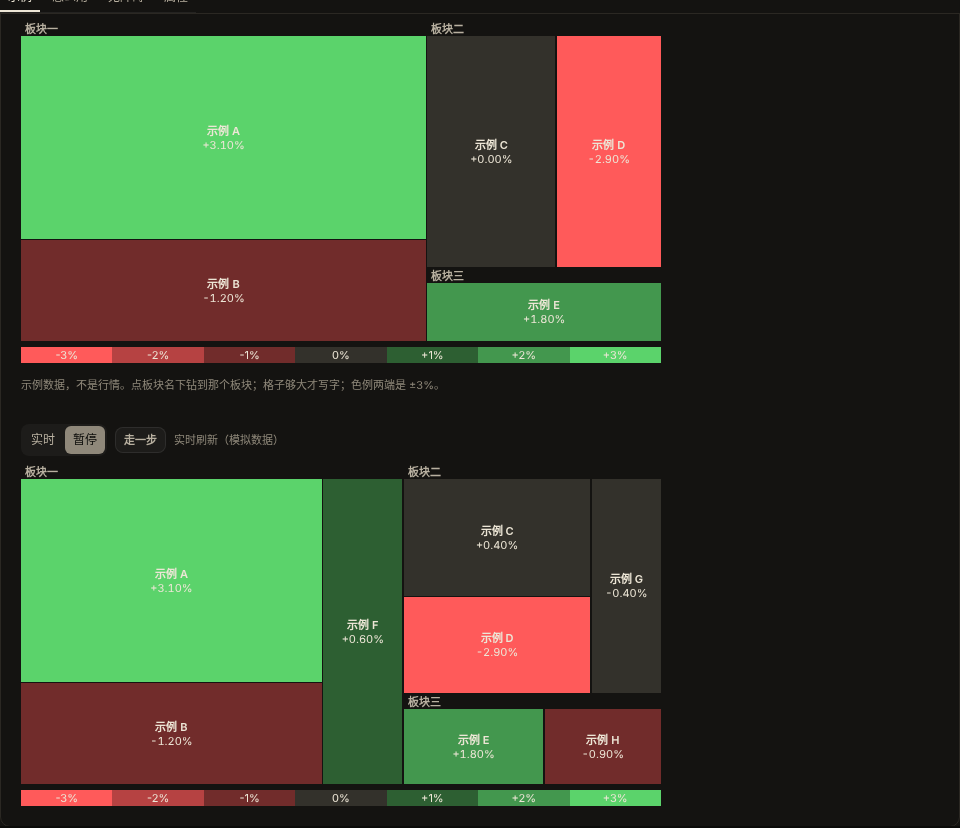 板块一
板块二
示例 A
+3.10%
示例 C
+0.00%
示例 D
-2.90%
示例 B
-1.20%
板块三
示例 E
+1.80%
-3%
-2%
-1%
0%
+1%
+2%
+3%
示例数据，不是行情。点板块名下钻到那个板块；格子够大才写字；色例两端是 ±3%。
实时
暂停
走一步
实时刷新（模拟数据）
板块一
板块二
示例 A
+3.10%
示例 F
+0.60%
示例 C
+0.40%
示例 G
-0.40%
示例 D
-2.90%
示例 B
-1.20%
板块三
示例 E
+1.80%
示例 H
-0.90%
-3%
-2%
-1%
0%
+1%
+2%
+3%